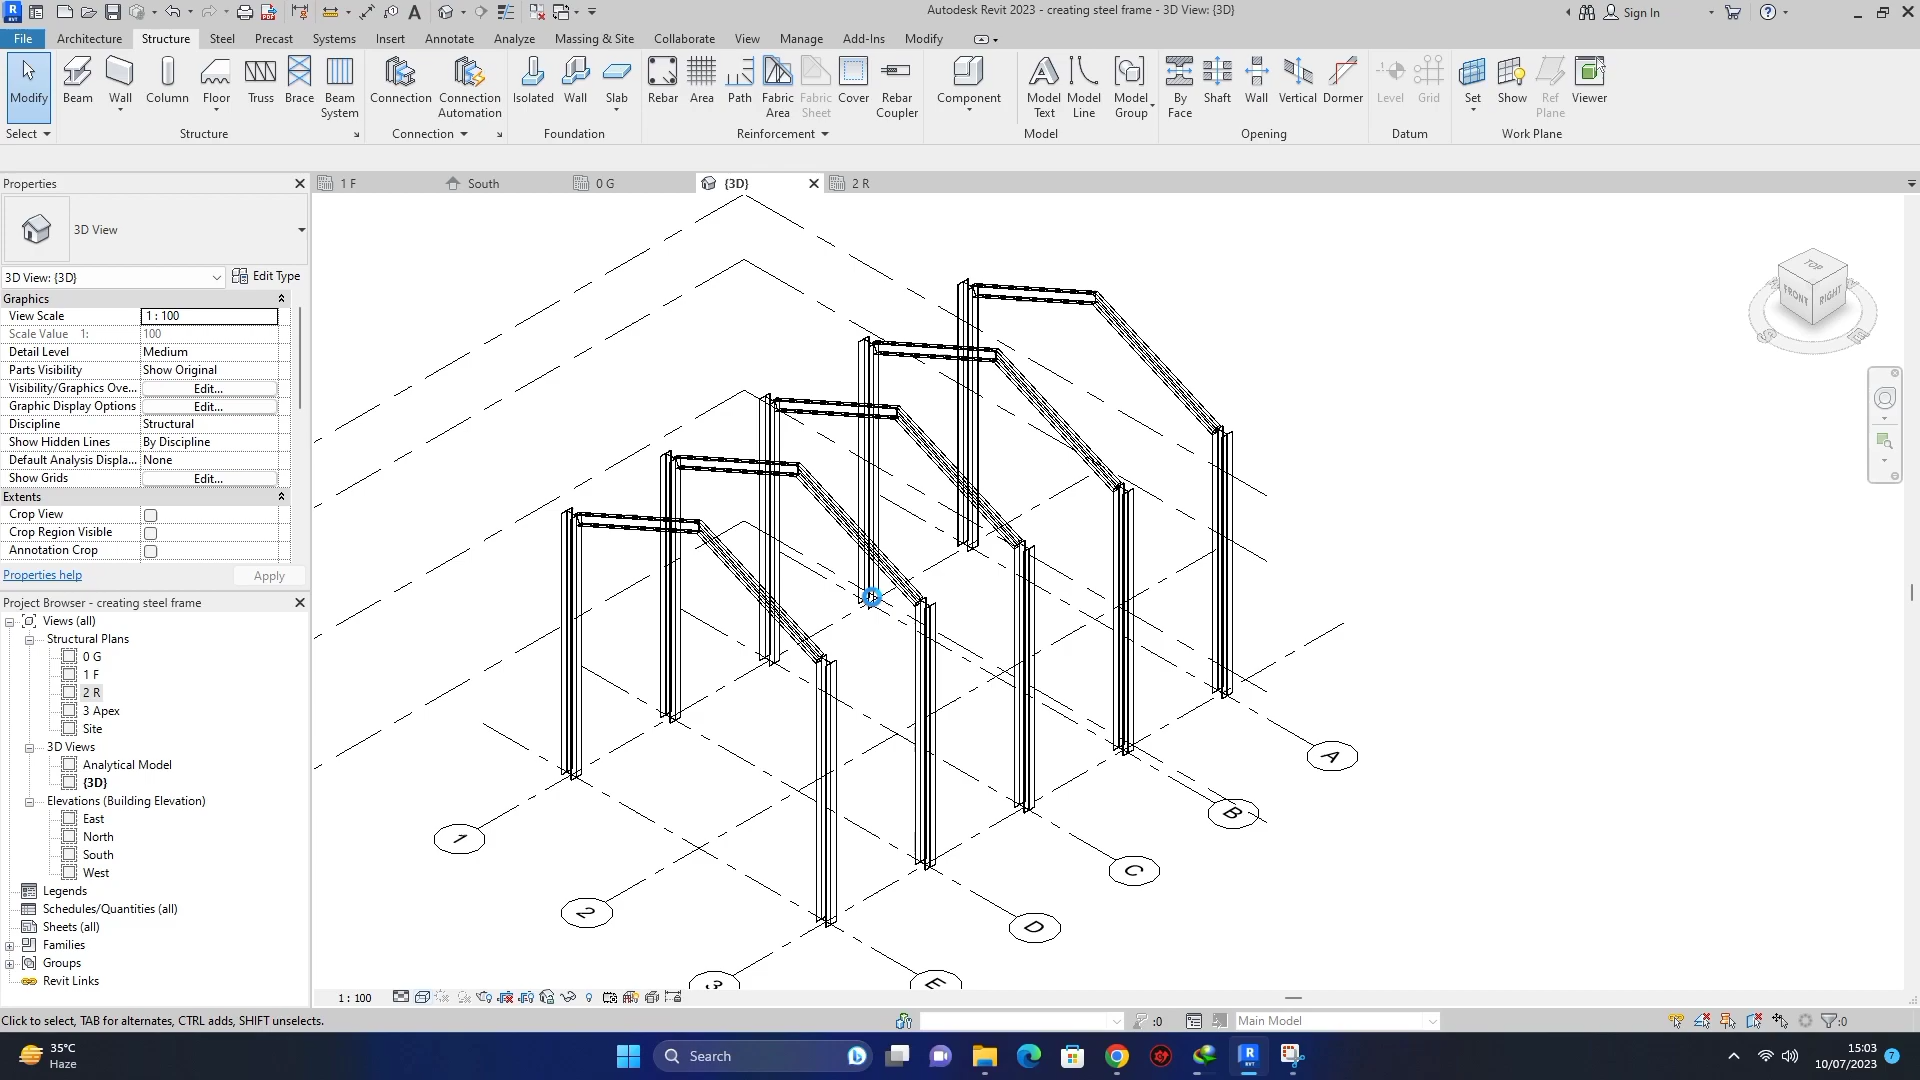 Autodesk Revit 2023 - creating steel frame - 3D View: {3D}
Sign In
File Architecture Structure Steel Precast Systems Insert Annotate Analyze Massing & Site Collaborate View Manage Add-Ins Modify
Modify Beam Wall Column Floor Truss Brace Beam System Connection Connection Automation Isolated Wall Slab Rebar Area Path Fabric Area Fabric Sheet Cover Rebar Coupler Component Model Text Model Line Model Group By Face Shaft Wall Vertical Dormer Level Grid Set Show Ref Plane Viewer
Select Structure Connection Foundation Reinforcement Model Opening Datum Work Plane
Properties
1 F South 0 G {3D} 2 R
3D View
3D View: {3D} Edit Type
Graphics
View Scale 1 : 100
Scale Value 1: 100
Detail Level Medium
Parts Visibility Show Original
Visibility/Graphics Ove... Edit...
Graphic Display Options Edit...
Discipline Structural
Show Hidden Lines By Discipline
Default Analysis Displa... None
Show Grids Edit...
Extents
Crop View
Crop Region Visible
Annotation Crop
Properties help Apply
Project Browser - creating steel frame
Views (all)
Structural Plans
0 G
1 F
2 R
3 Apex
Site
3D Views
Analytical Model
{3D}
Elevations (Building Elevation)
East
North
South
West
Legends
Schedules/Quantities (all)
Sheets (all)
Families
Groups
Revit Links
TOP
FRONT
RIGHT
A
B
C
D
E
1
2
3
1 : 100
Click to select, TAB for alternates, CTRL adds, SHIFT unselects.
:0
Main Model
:0
35°C
Haze
Search
15:03
10/07/2023
7